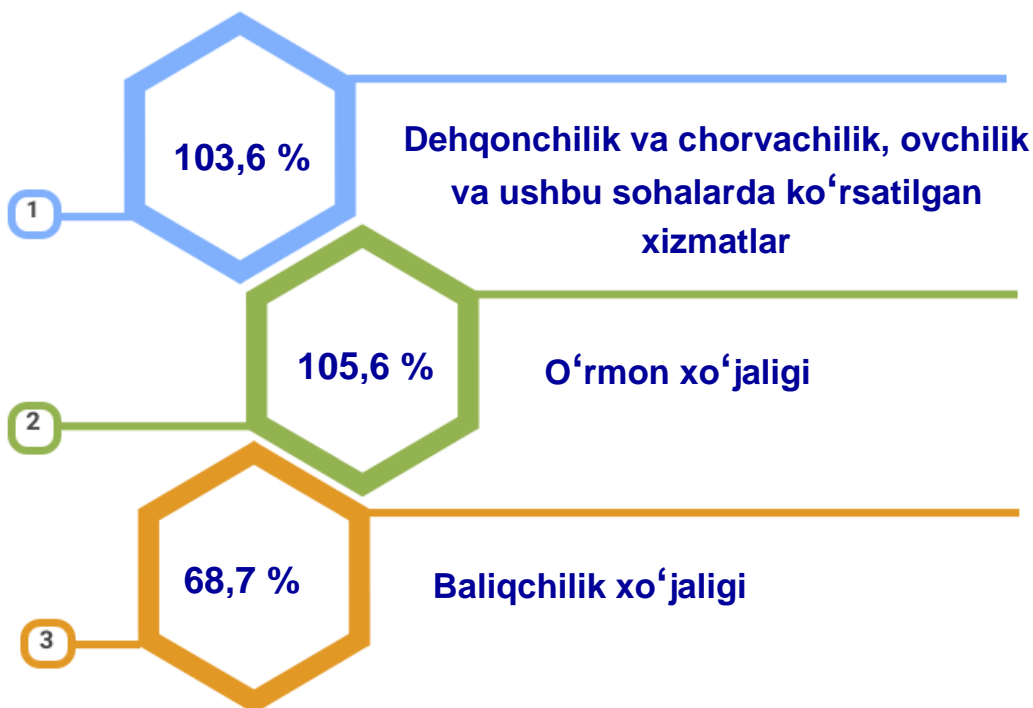 1
103,6 %
Dehqonchilik va chorvachilik, ovchilik
va ushbu sohalarda koʻrsatilgan
xizmatlar
2
105,6 %
Oʻrmon xoʻjaligi
3
68,7 %
Baliqchilik xoʻjaligi